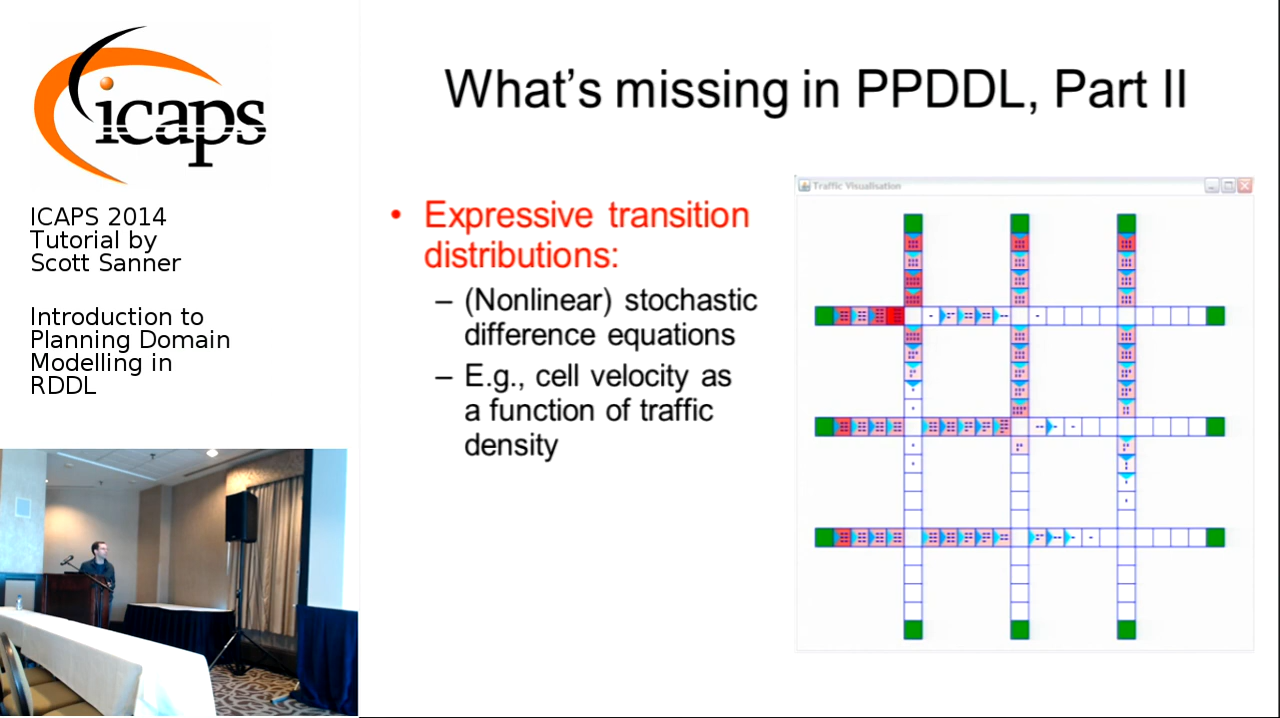 icaps
ICAPS 2014
Tutorial by
Scott Sanner
Introduction to
Planning Domain
Modelling in
RDDL
What's missing in PPDDL, Part II
• Expressive transition
distributions:
– (Nonlinear) stochastic
difference equations
– E.g., cell velocity as
a function of traffic
density
Traffic Visualisation